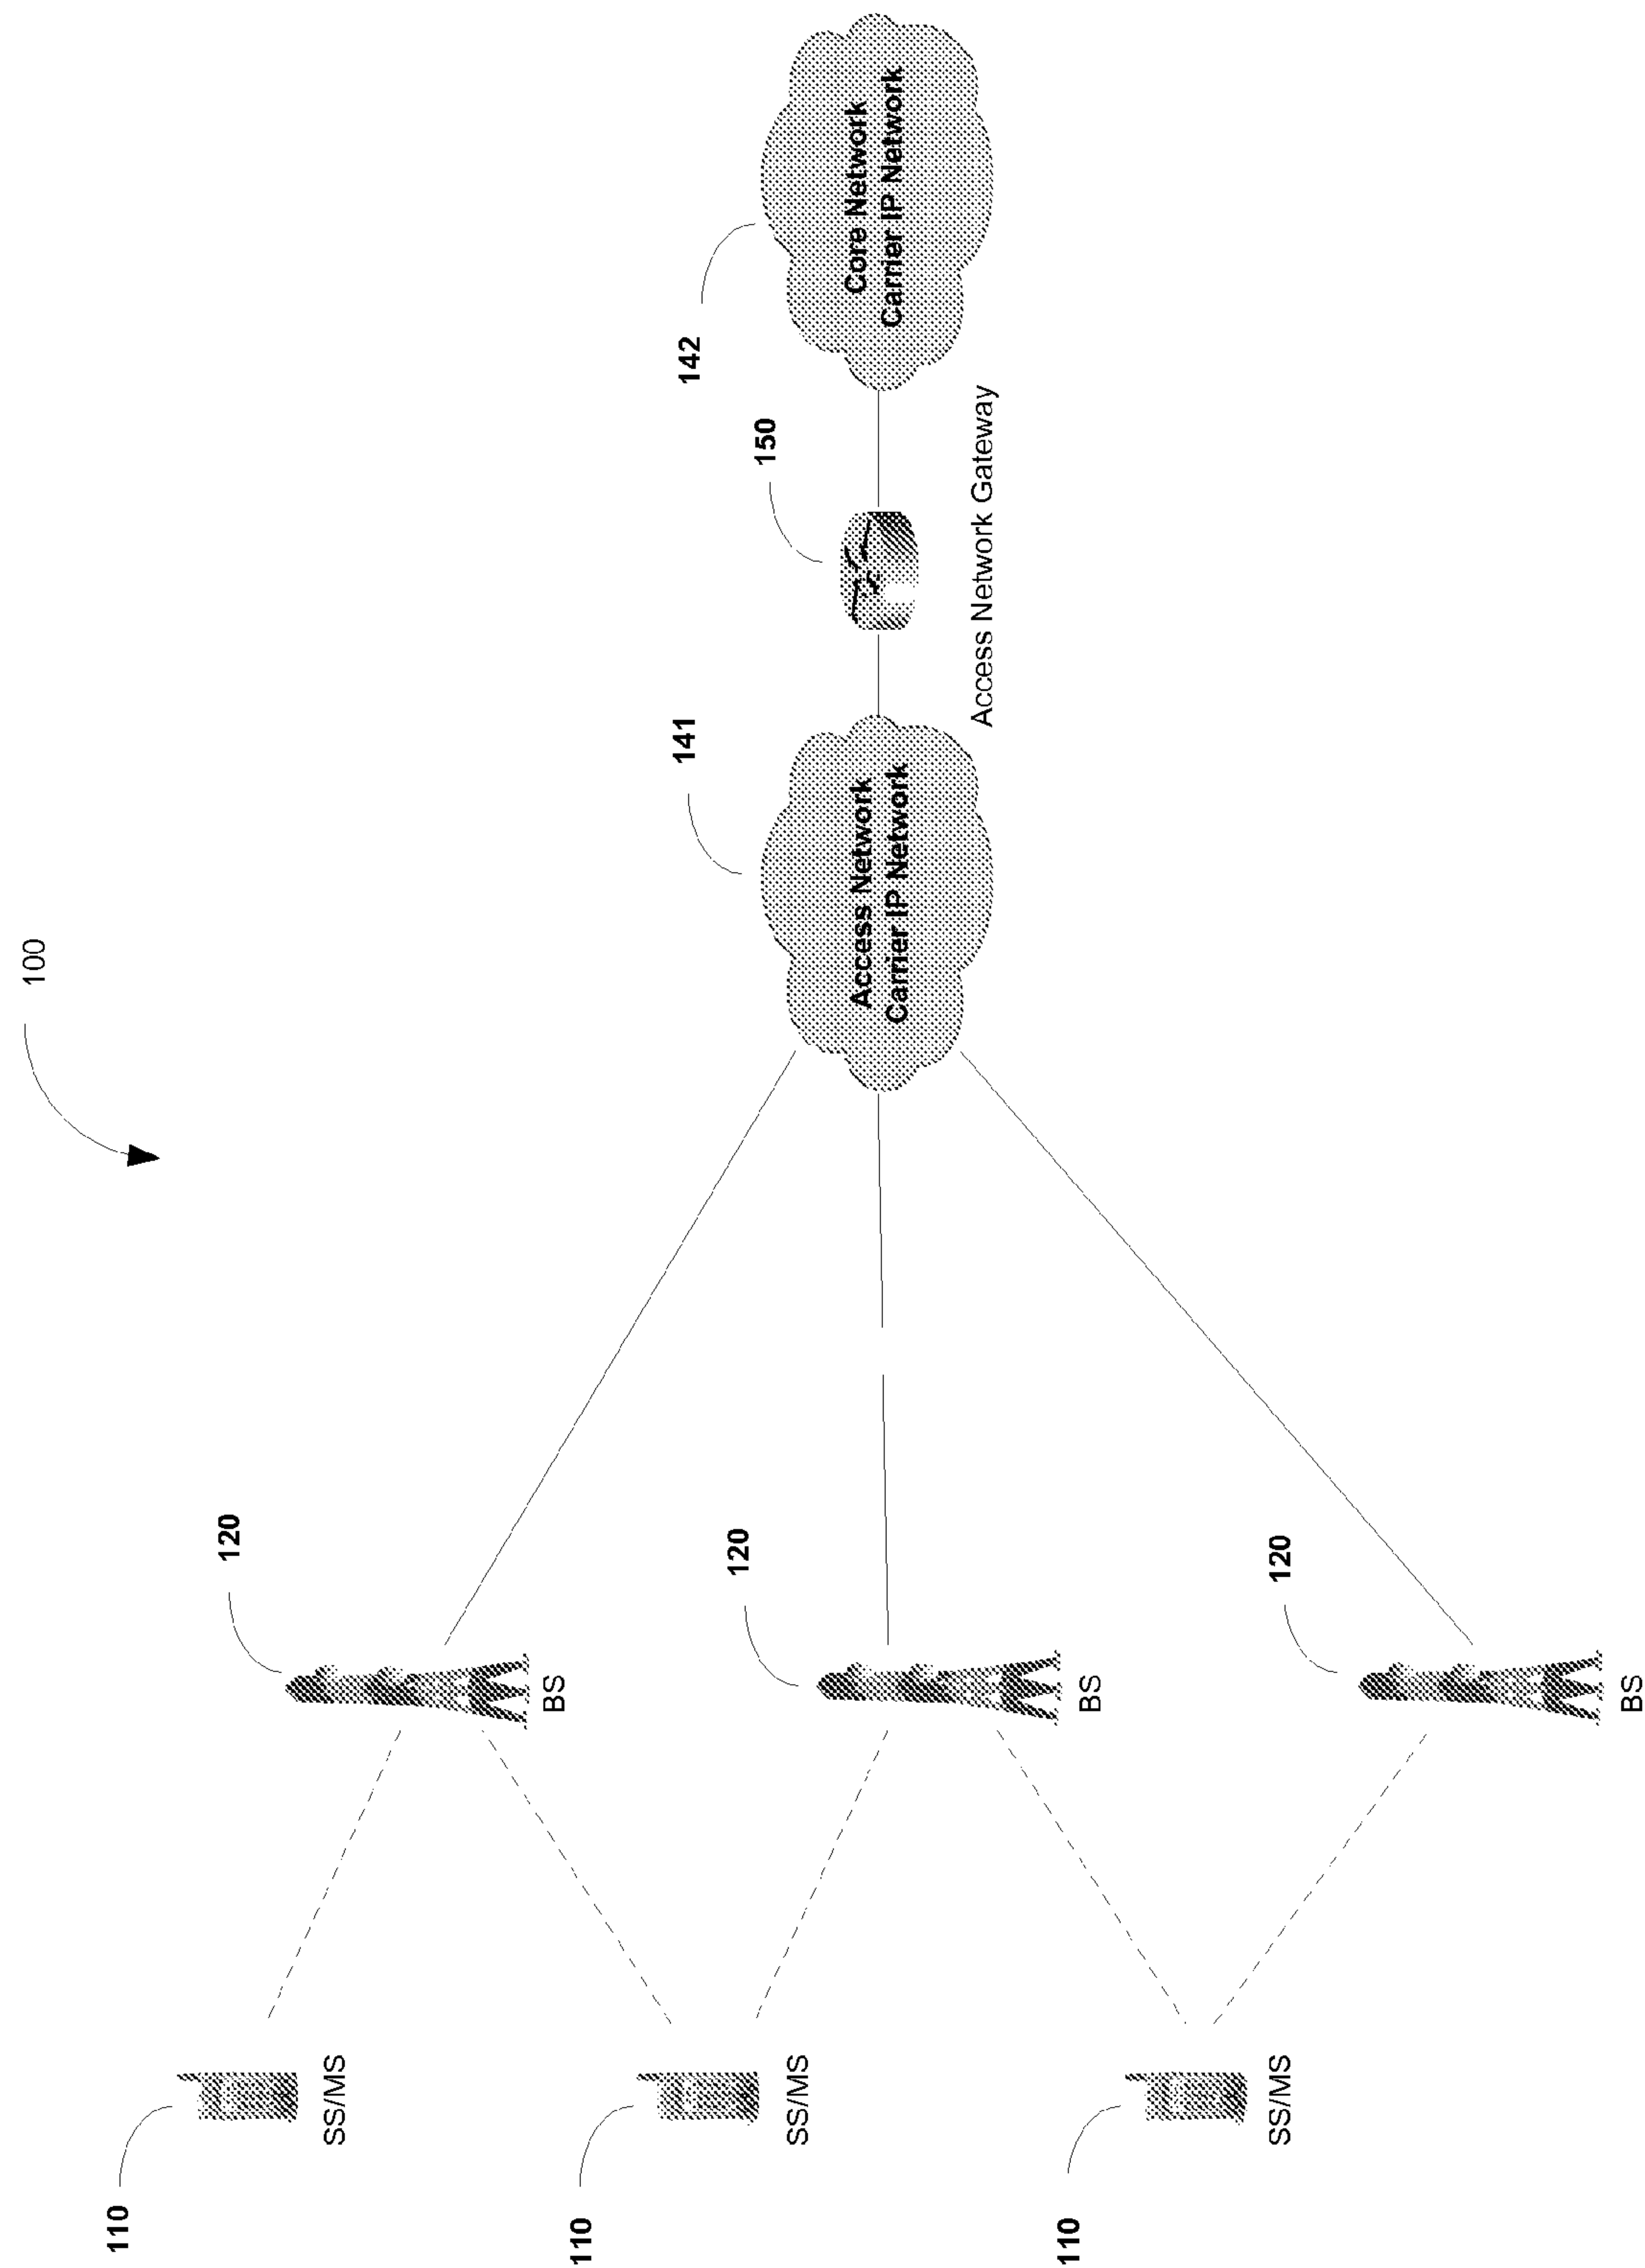 100
110
SS/MS
110
SS/MS
110
SS/MS
120
BS
120
BS
120
BS
141
Access Network
Carrier IP Network
150
Access Network Gateway
142
Core Network
Carrier IP Network